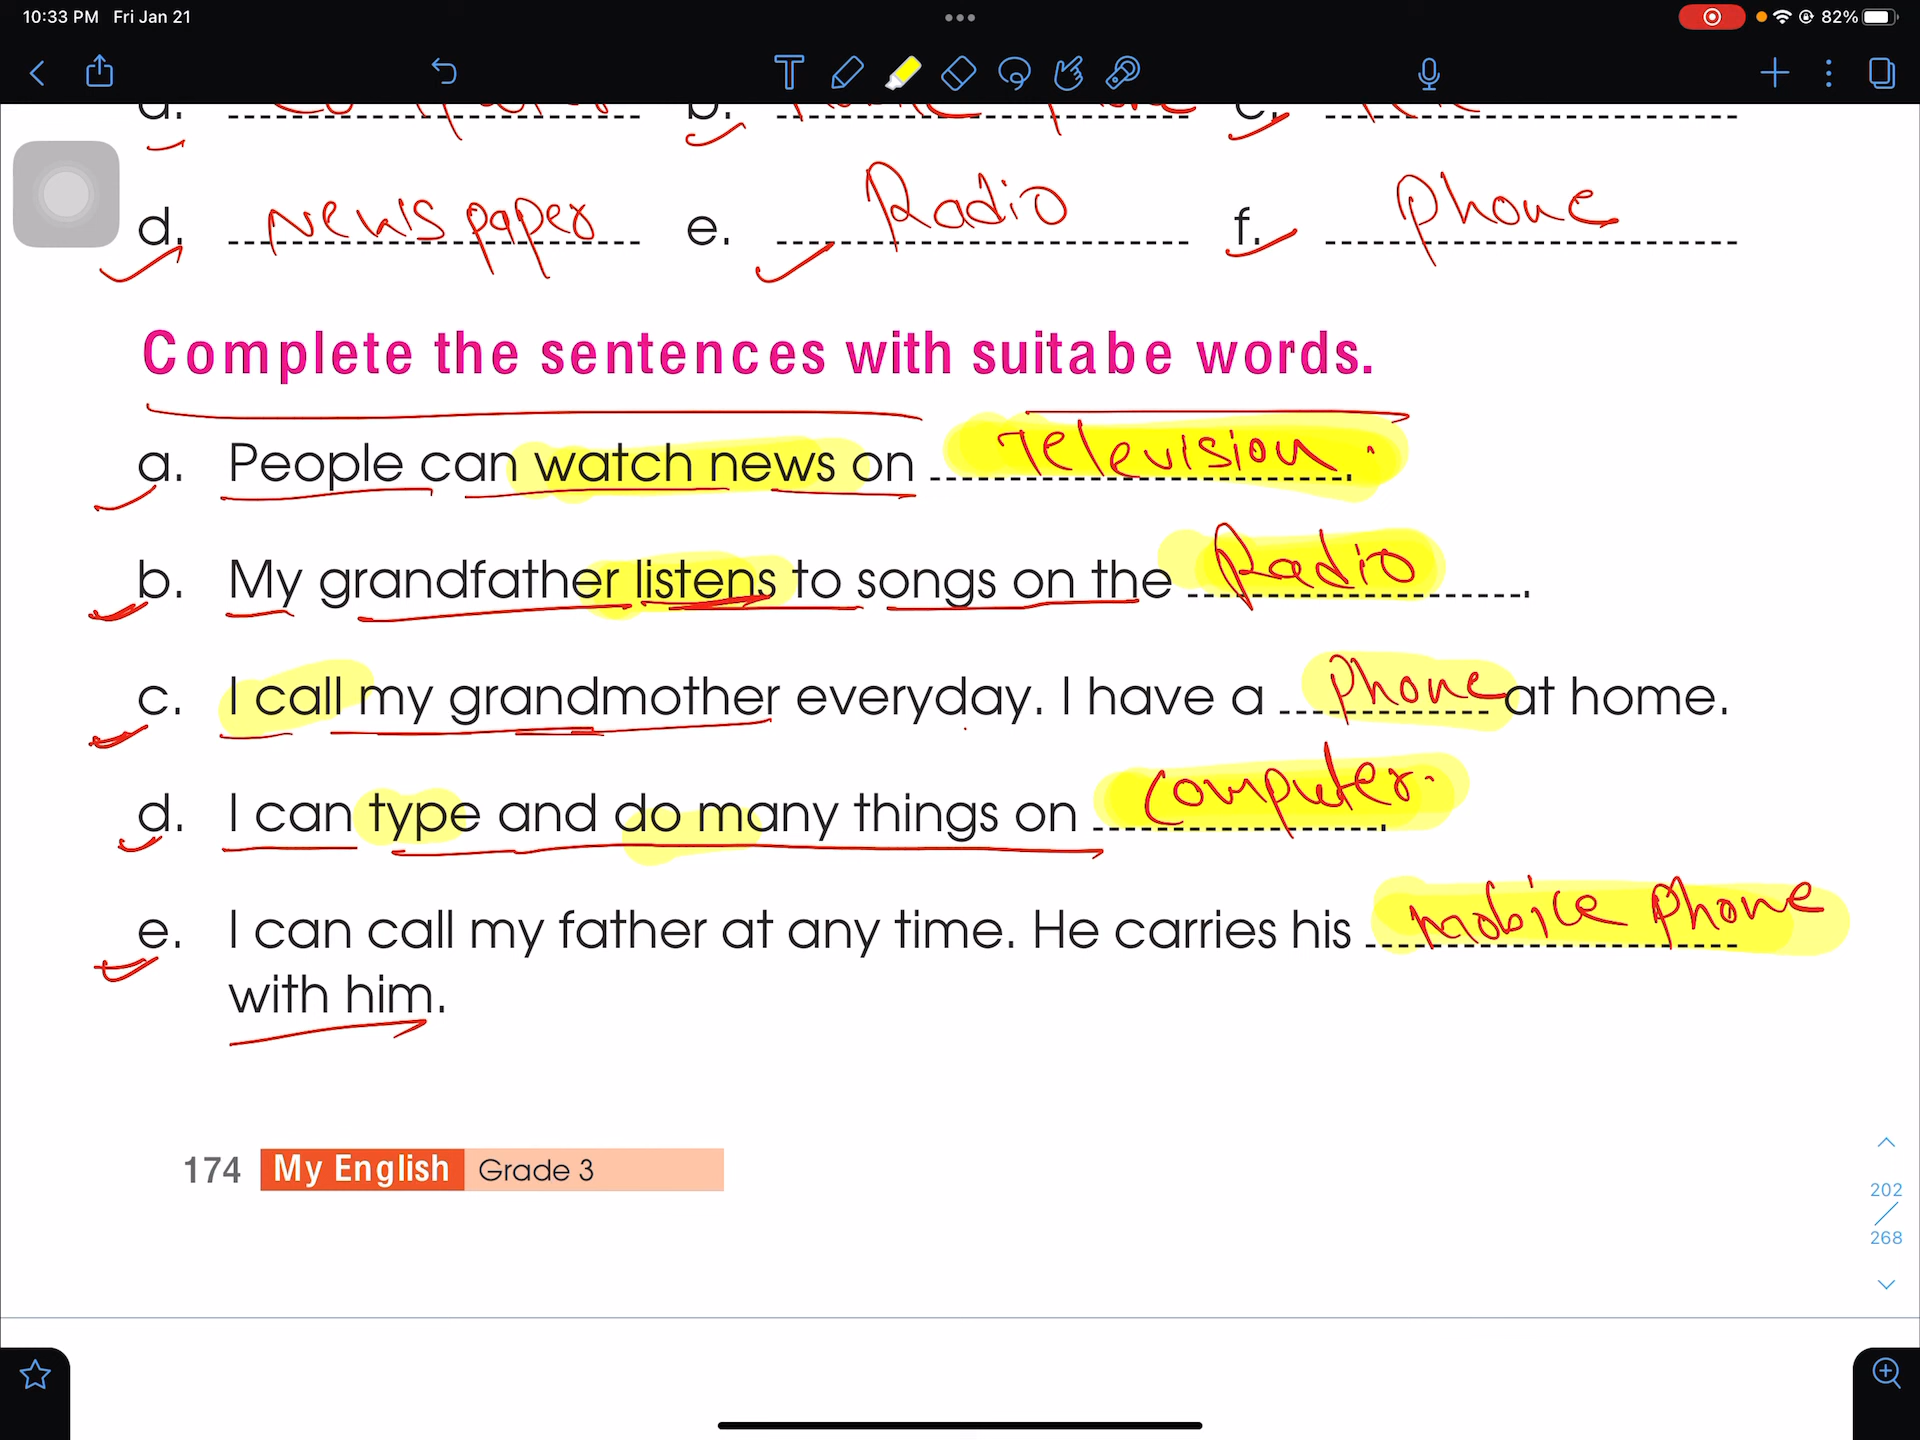 10:33 PM Fri Jan 21
82%
d. Newspaper e. Radio f. Phone
Complete the sentences with suitabe words.
a. People can watch news on Television.
b. My grandfather listens to songs on the Radio.
c. I call my grandmother everyday. I have a Phone at home.
d. I can type and do many things on Computer.
e. I can call my father at any time. He carries his mobile Phone
with him.
174 My English Grade 3
202
268